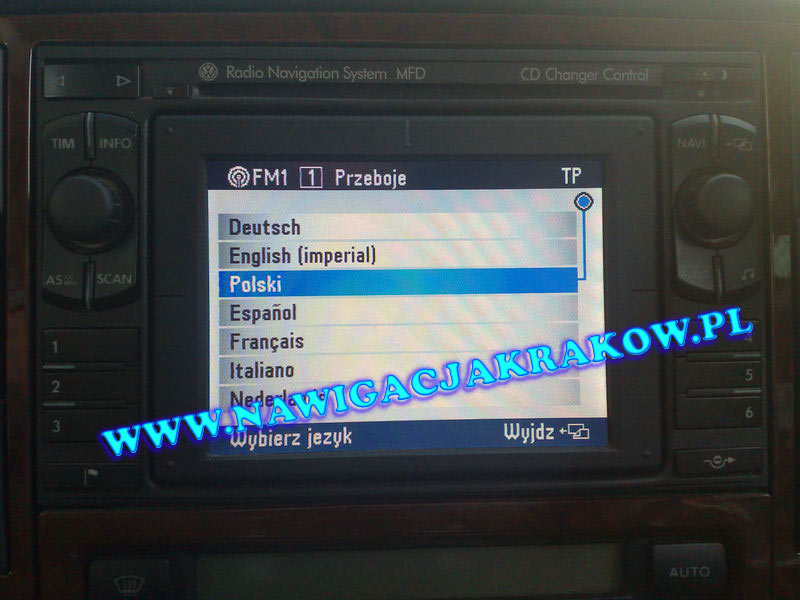 Radio Navigation System MFD
CD Changer Control
TIM INFO
NAVI
FM1 1 Przeboje TP
Deutsch
English (imperial)
Polski
Español
Français
Italiano
AS SCAN
AUDIO
1
2
3
4
5
6
WWW.NAWIGACJAKRAKOW.PL
Wybierz jezyk
Wyjdz
AUTO